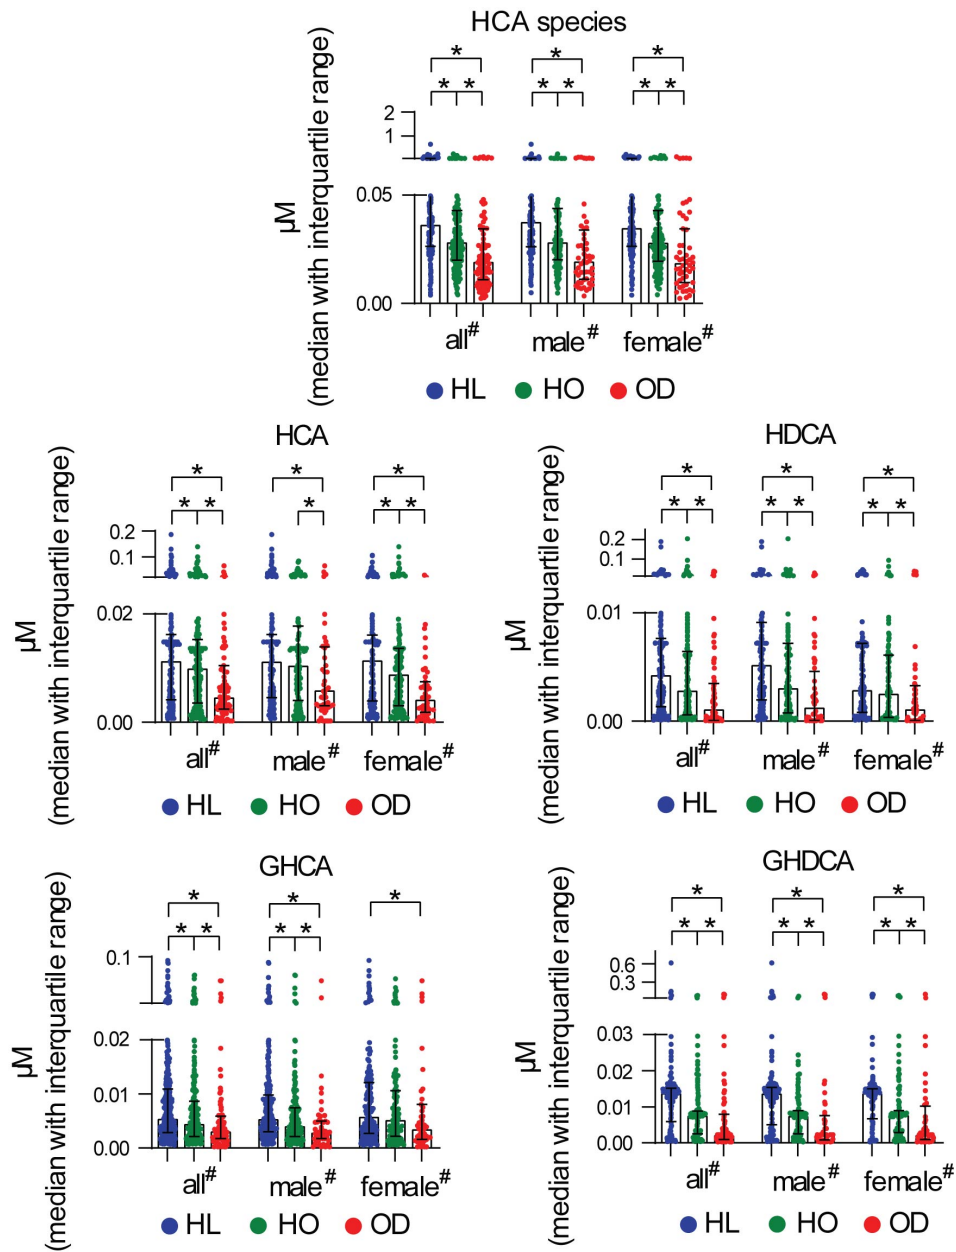 HCA species
μM
(median with interquartile range)
* * *
* * * * * *
2
1
0.05
0.00
all# male# female#
HL HO OD
HCA
μM
(median with interquartile range)
* * *
* * * * *
0.2
0.1
0.02
0.00
all# male# female#
HL HO OD
HDCA
μM
(median with interquartile range)
* * *
* * * * * *
0.2
0.1
0.01
0.00
all# male# female#
HL HO OD
GHCA
μM
(median with interquartile range)
* * *
* * * *
0.1
0.02
0.01
0.00
all# male# female#
HL HO OD
GHDCA
μM
(median with interquartile range)
* * *
* * * * * *
0.6
0.3
0.03
0.02
0.01
0.00
all# male# female#
HL HO OD